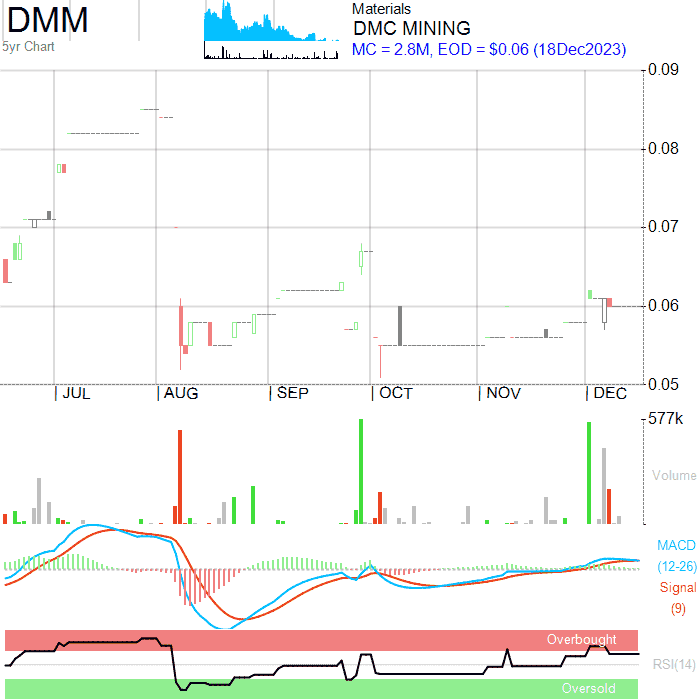 DMM
5yr Chart
Materials
DMC MINING
MC = 2.8M, EOD = $0.06 (18Dec2023)
0.09
0.08
0.07
0.06
0.05
JUL AUG SEP OCT NOV DEC
577k
Volume
MACD
(12-26)
Signal
(9)
Overbought
RSI(14)
Oversold